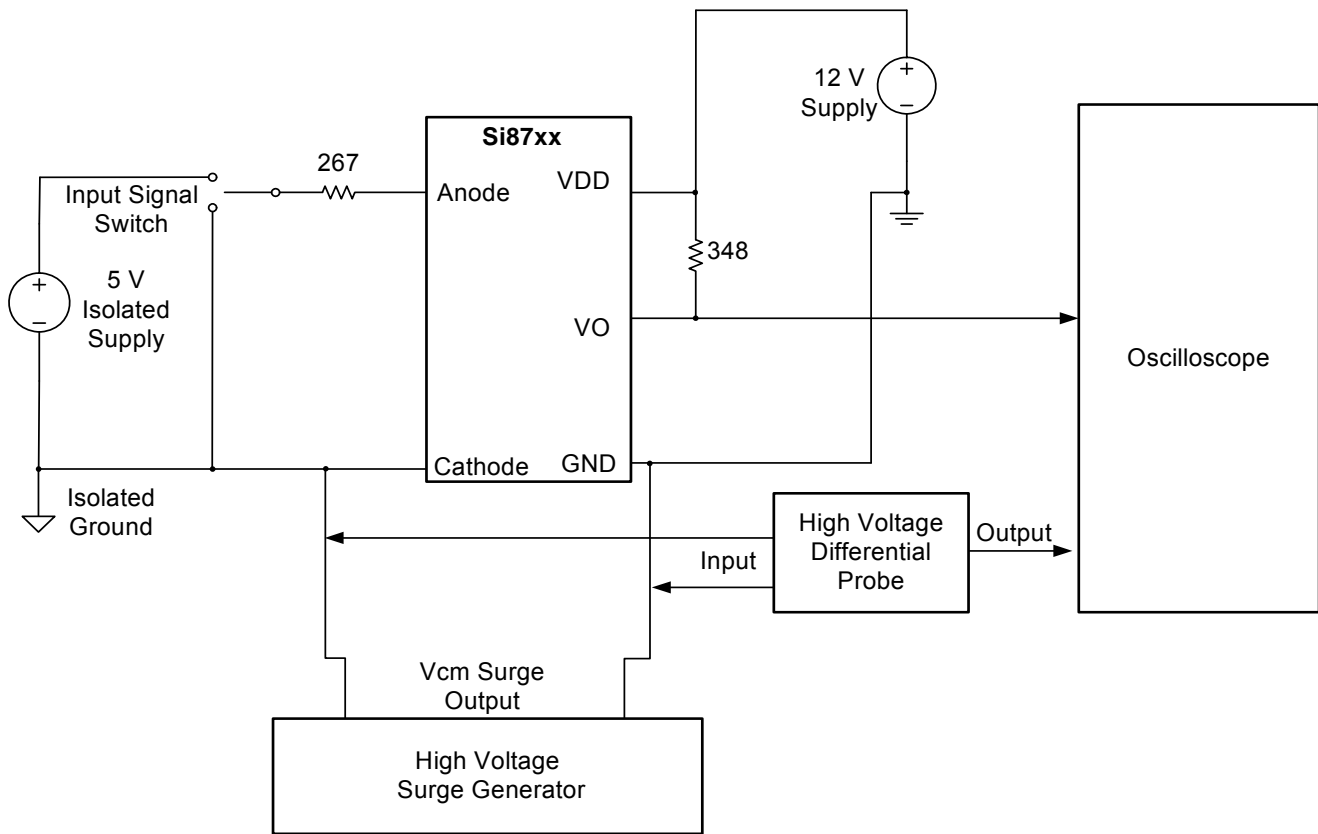 12 V
Supply
Si87xx
267
Input Signal
Switch
Anode
VDD
348
5 V
Isolated
Supply
VO
Oscilloscope
Cathode
GND
Isolated
Ground
High Voltage
Differential
Probe
Output
Input
Vcm Surge
Output
High Voltage
Surge Generator